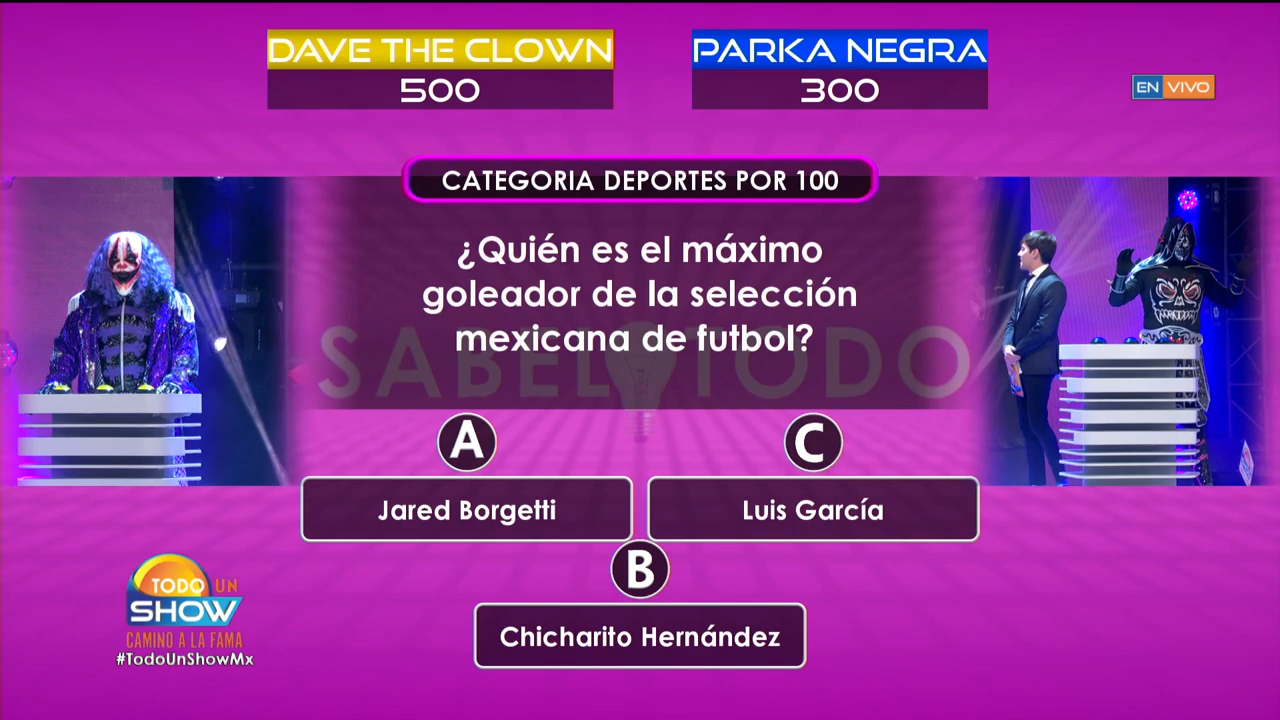 DAVE THE CLOWN
500
PARKA NEGRA
300
EN VIVO
CATEGORIA DEPORTES POR 100
¿Quién es el máximo
goleador de la selección
mexicana de futbol?
SABELOTODO
A
Jared Borgetti
C
Luis García
B
Chicharito Hernández
TODO UN
SHOW
CAMINO A LA FAMA
#TodoUnShowMx